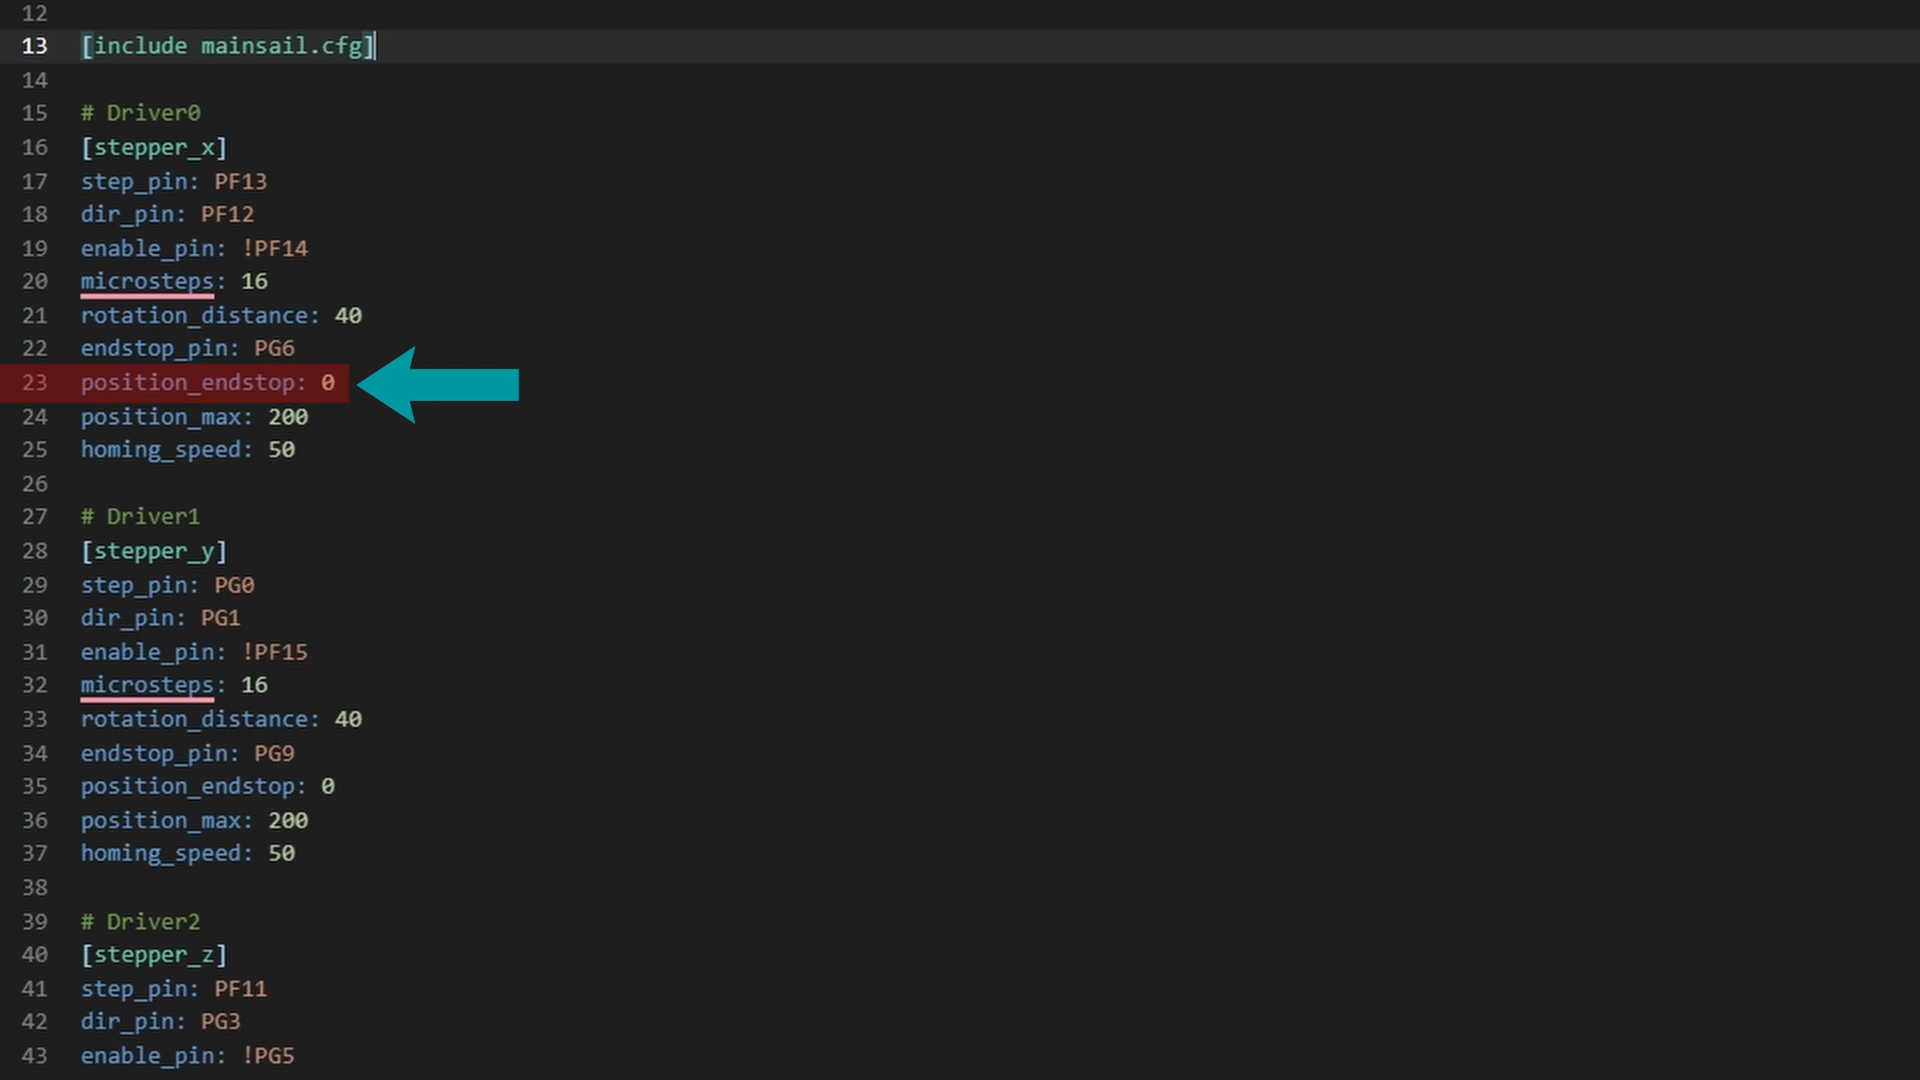 12
13 [include mainsail.cfg]
14
15 # Driver0
16 [stepper_x]
17 step_pin: PF13
18 dir_pin: PF12
19 enable_pin: !PF14
20 microsteps: 16
21 rotation_distance: 40
22 endstop_pin: PG6
23 position_endstop: 0
24 position_max: 200
25 homing_speed: 50
26
27 # Driver1
28 [stepper_y]
29 step_pin: PG0
30 dir_pin: PG1
31 enable_pin: !PF15
32 microsteps: 16
33 rotation_distance: 40
34 endstop_pin: PG9
35 position_endstop: 0
36 position_max: 200
37 homing_speed: 50
38
39 # Driver2
40 [stepper_z]
41 step_pin: PF11
42 dir_pin: PG3
43 enable_pin: !PG5